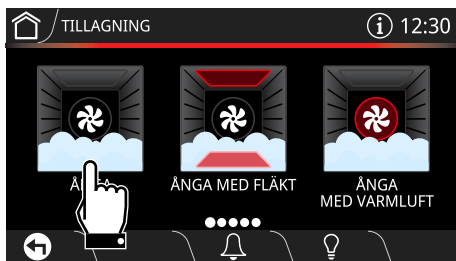 TILLAGNING
i 12:30
ÅNGA MED FLÄKT
ÅNGA
MED VARMLUFT